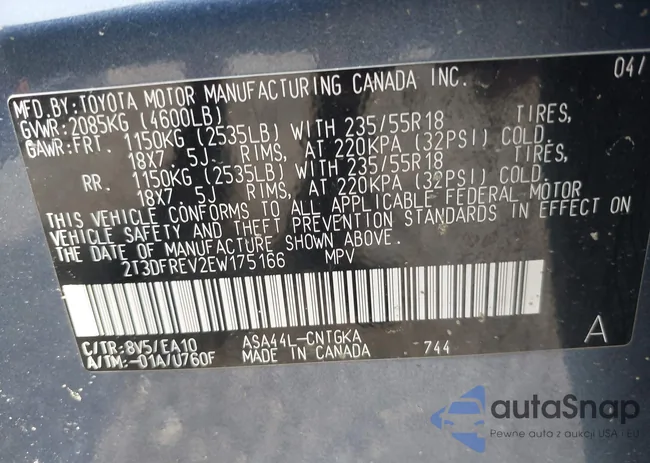 MFD.BY:TOYOTA MOTOR MANUFACTURING CANADA INC. 04/
GVWR:2085KG (4600LB)
GAWR:FRT. 1150KG (2535LB) WITH 235/55R18 TIRES,
18X7 5J. RIMS, AT 220KPA (32PSI) COLD.
RR. 1150KG (2535LB) WITH 235/55R18 TIRES,
18X7 5J RIMS, AT 220KPA (32PSI) COLD.
THIS VEHICLE CONFORMS TO ALL APPLICABLE FEDERAL MOTOR
VEHICLE SAFETY AND THEFT PREVENTION STANDARDS IN EFFECT ON
THE DATE OF MANUFACTURE SHOWN ABOVE.
2T3DFREV2EW175166 MPV
C/TR:8V5/EA10 ASA44L-CNTGKA A
A/TM:-01A/U760F MADE IN CANADA 744
autaSnap
Pewne auta z aukcji USA - EU